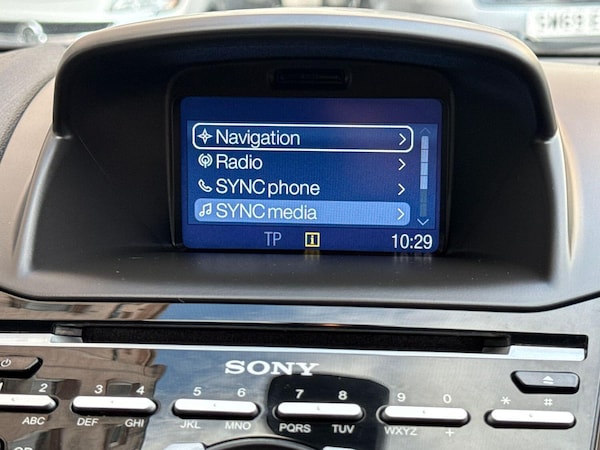 Navigation
Radio
SYNC phone
SYNC media
TP i 10:29
SONY
1 2 3 4 5 6 7 8 9 0 * #
ABC DEF GHI JKL MNO PQRS TUV WXYZ +